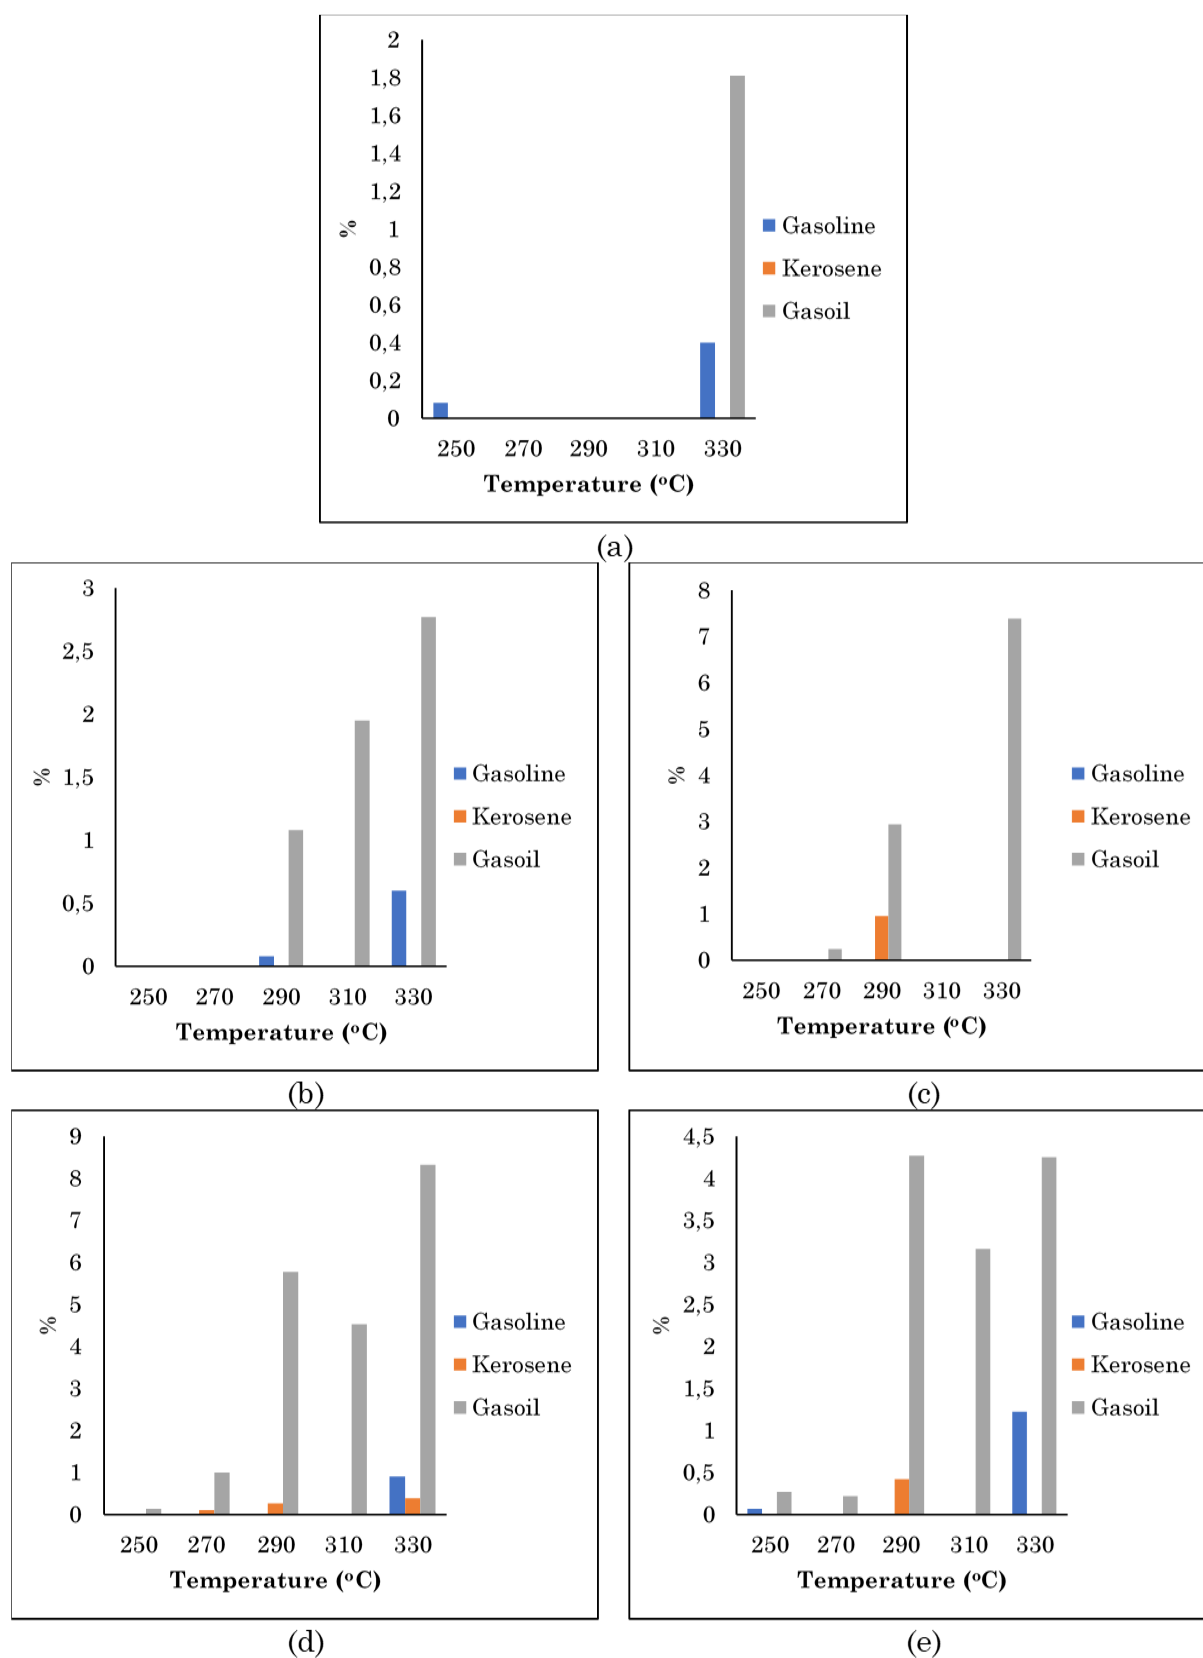 2
1,8
1,6
1,4
1,2
1
0,8
0,6
0,4
0,2
0
%
250 270 290 310 330
Temperature (ᵒC)
Gasoline
Kerosene
Gasoil
(a)
3
2,5
2
1,5
1
0,5
0
%
250 270 290 310 330
Temperature (ᵒC)
Gasoline
Kerosene
Gasoil
(b)
8
7
6
5
4
3
2
1
0
%
250 270 290 310 330
Temperature (ᵒC)
Gasoline
Kerosene
Gasoil
(c)
9
8
7
6
5
4
3
2
1
0
%
250 270 290 310 330
Temperature (ᵒC)
Gasoline
Kerosene
Gasoil
(d)
4,5
4
3,5
3
2,5
2
1,5
1
0,5
0
%
250 270 290 310 330
Temperature (ᵒC)
Gasoline
Kerosene
Gasoil
(e)